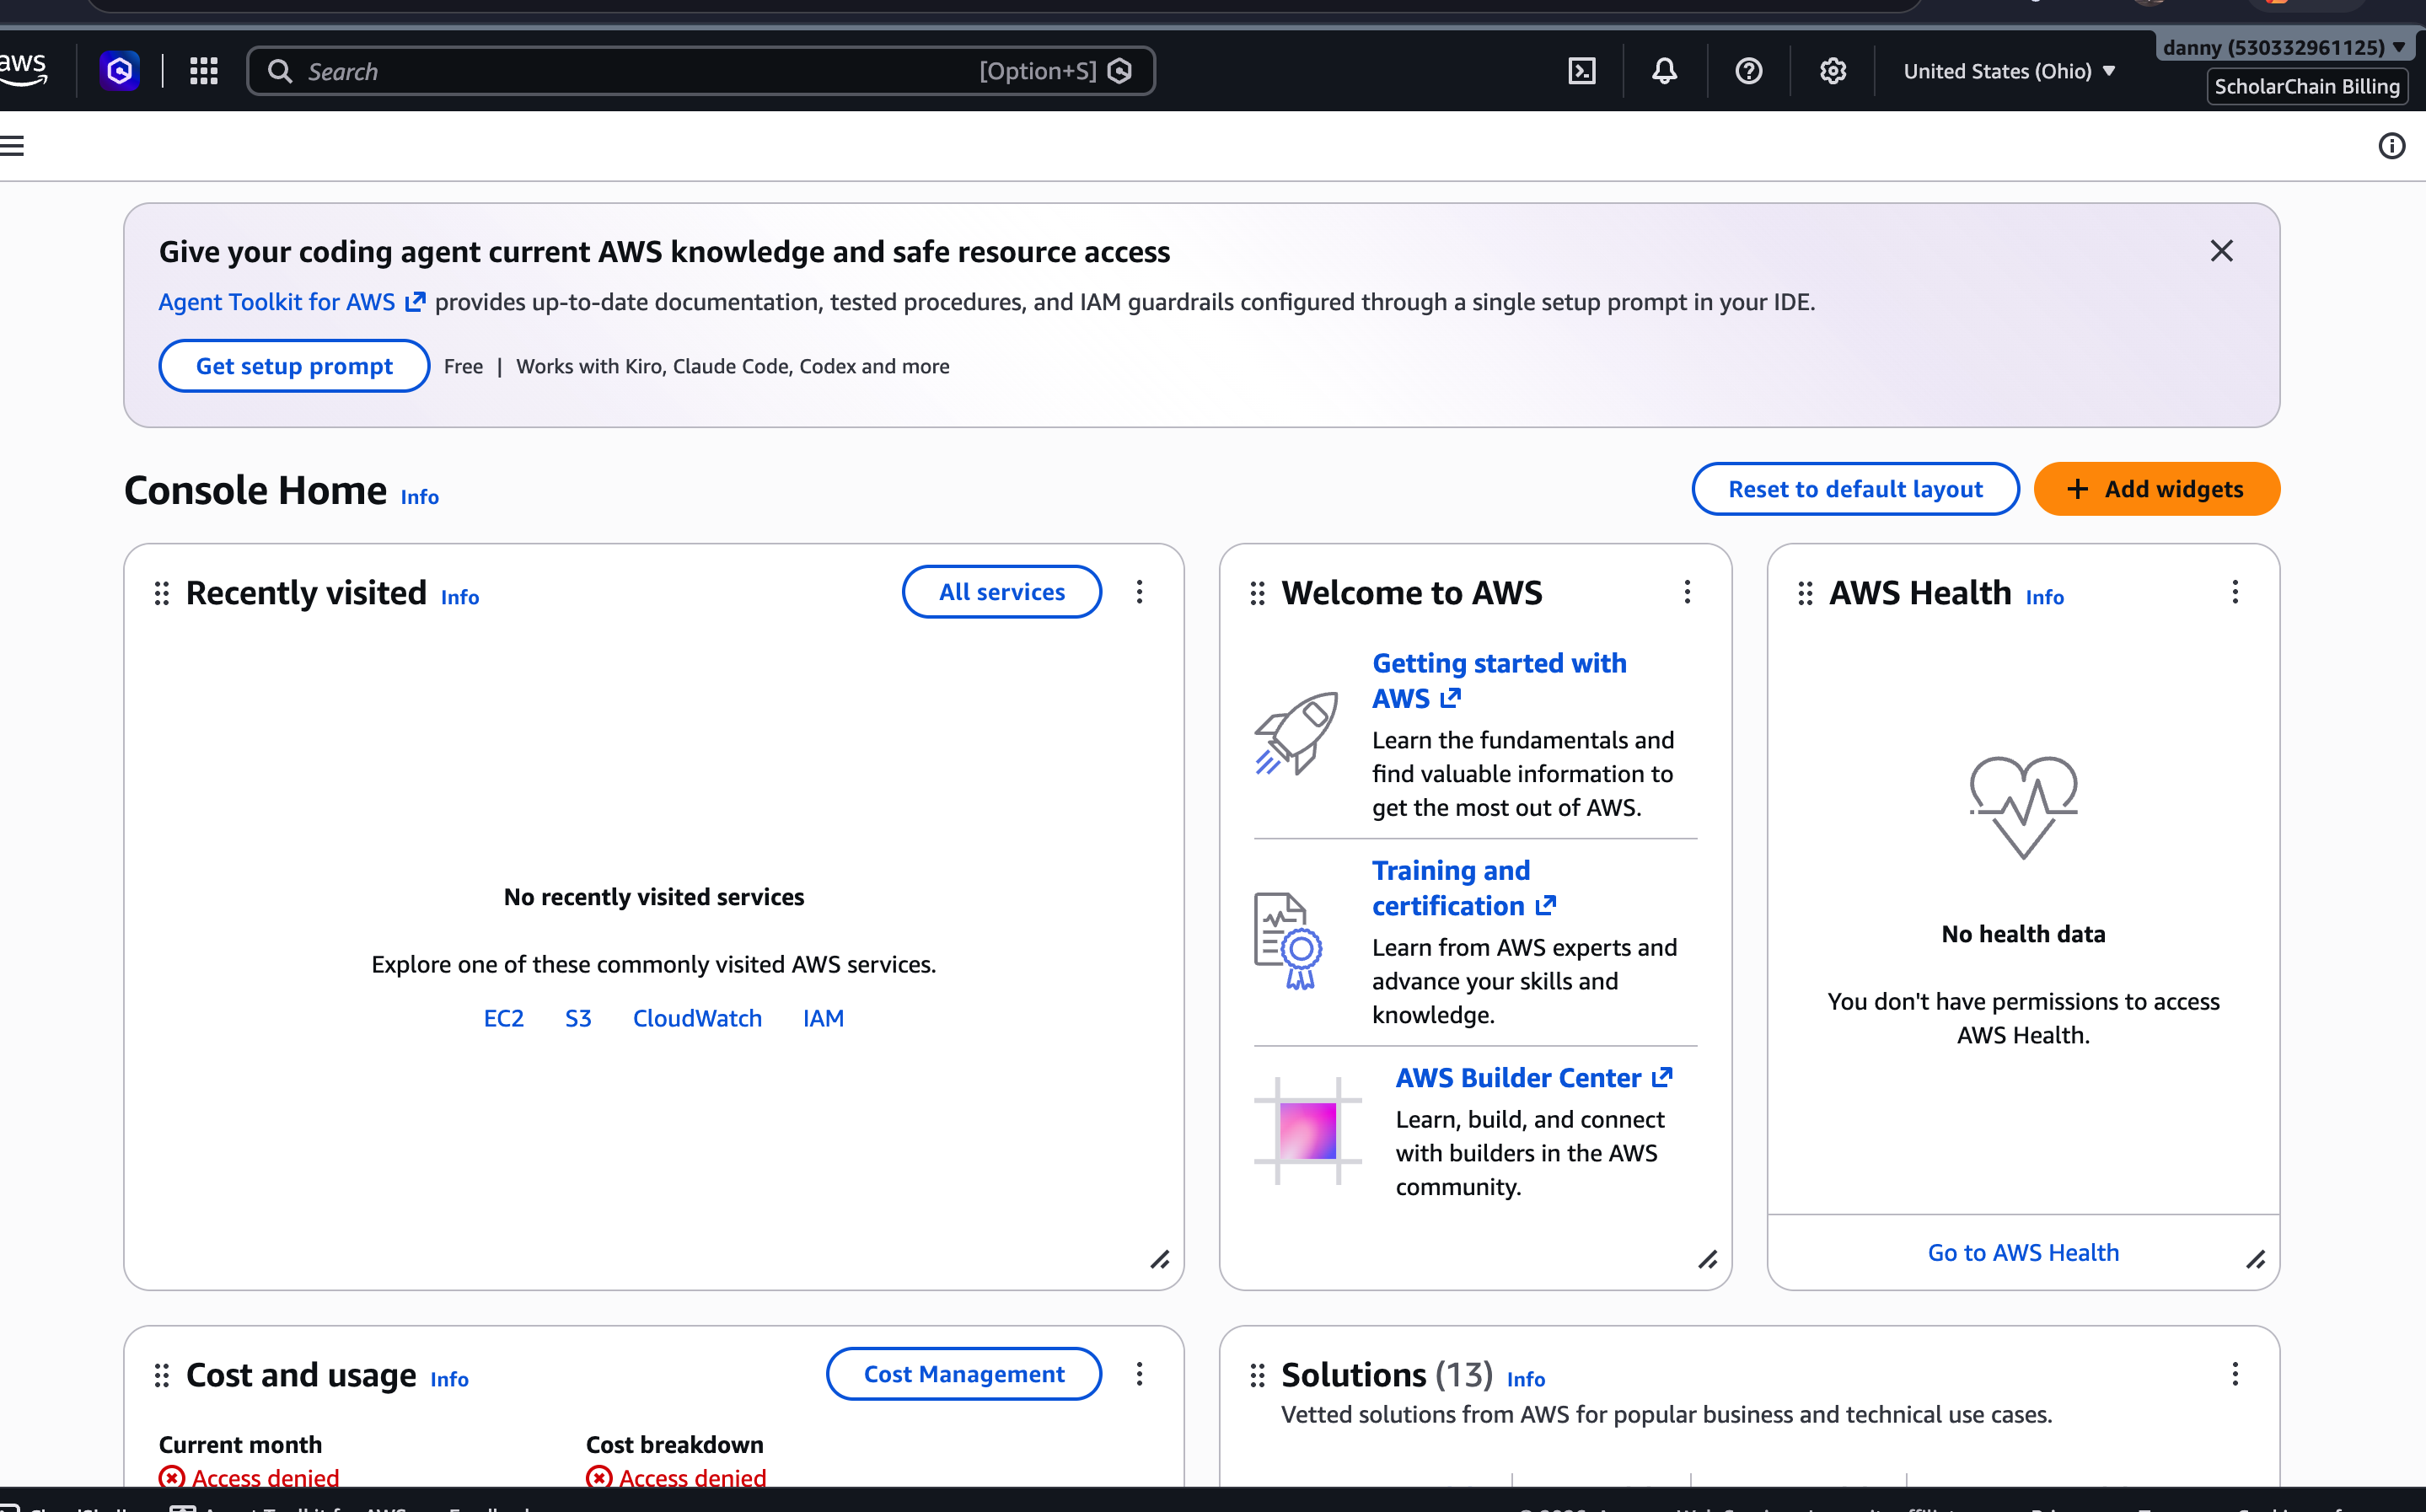 aws
Search
[Option+S]
United States (Ohio)
danny (530332961125)
ScholarChain Billing
Give your coding agent current AWS knowledge and safe resource access
Agent Toolkit for AWS provides up-to-date documentation, tested procedures, and IAM guardrails configured through a single setup prompt in your IDE.
Get setup prompt
Free | Works with Kiro, Claude Code, Codex and more
Console Home Info
Reset to default layout
+ Add widgets
Recently visited Info
All services
No recently visited services
Explore one of these commonly visited AWS services.
EC2 S3 CloudWatch IAM
Welcome to AWS
Getting started with
AWS
Learn the fundamentals and
find valuable information to
get the most out of AWS.
Training and
certification
Learn from AWS experts and
advance your skills and
knowledge.
AWS Builder Center
Learn, build, and connect
with builders in the AWS
community.
AWS Health Info
No health data
You don't have permissions to access
AWS Health.
Go to AWS Health
Cost and usage Info
Cost Management
Current month
Access denied
Cost breakdown
Access denied
Solutions (13) Info
Vetted solutions from AWS for popular business and technical use cases.